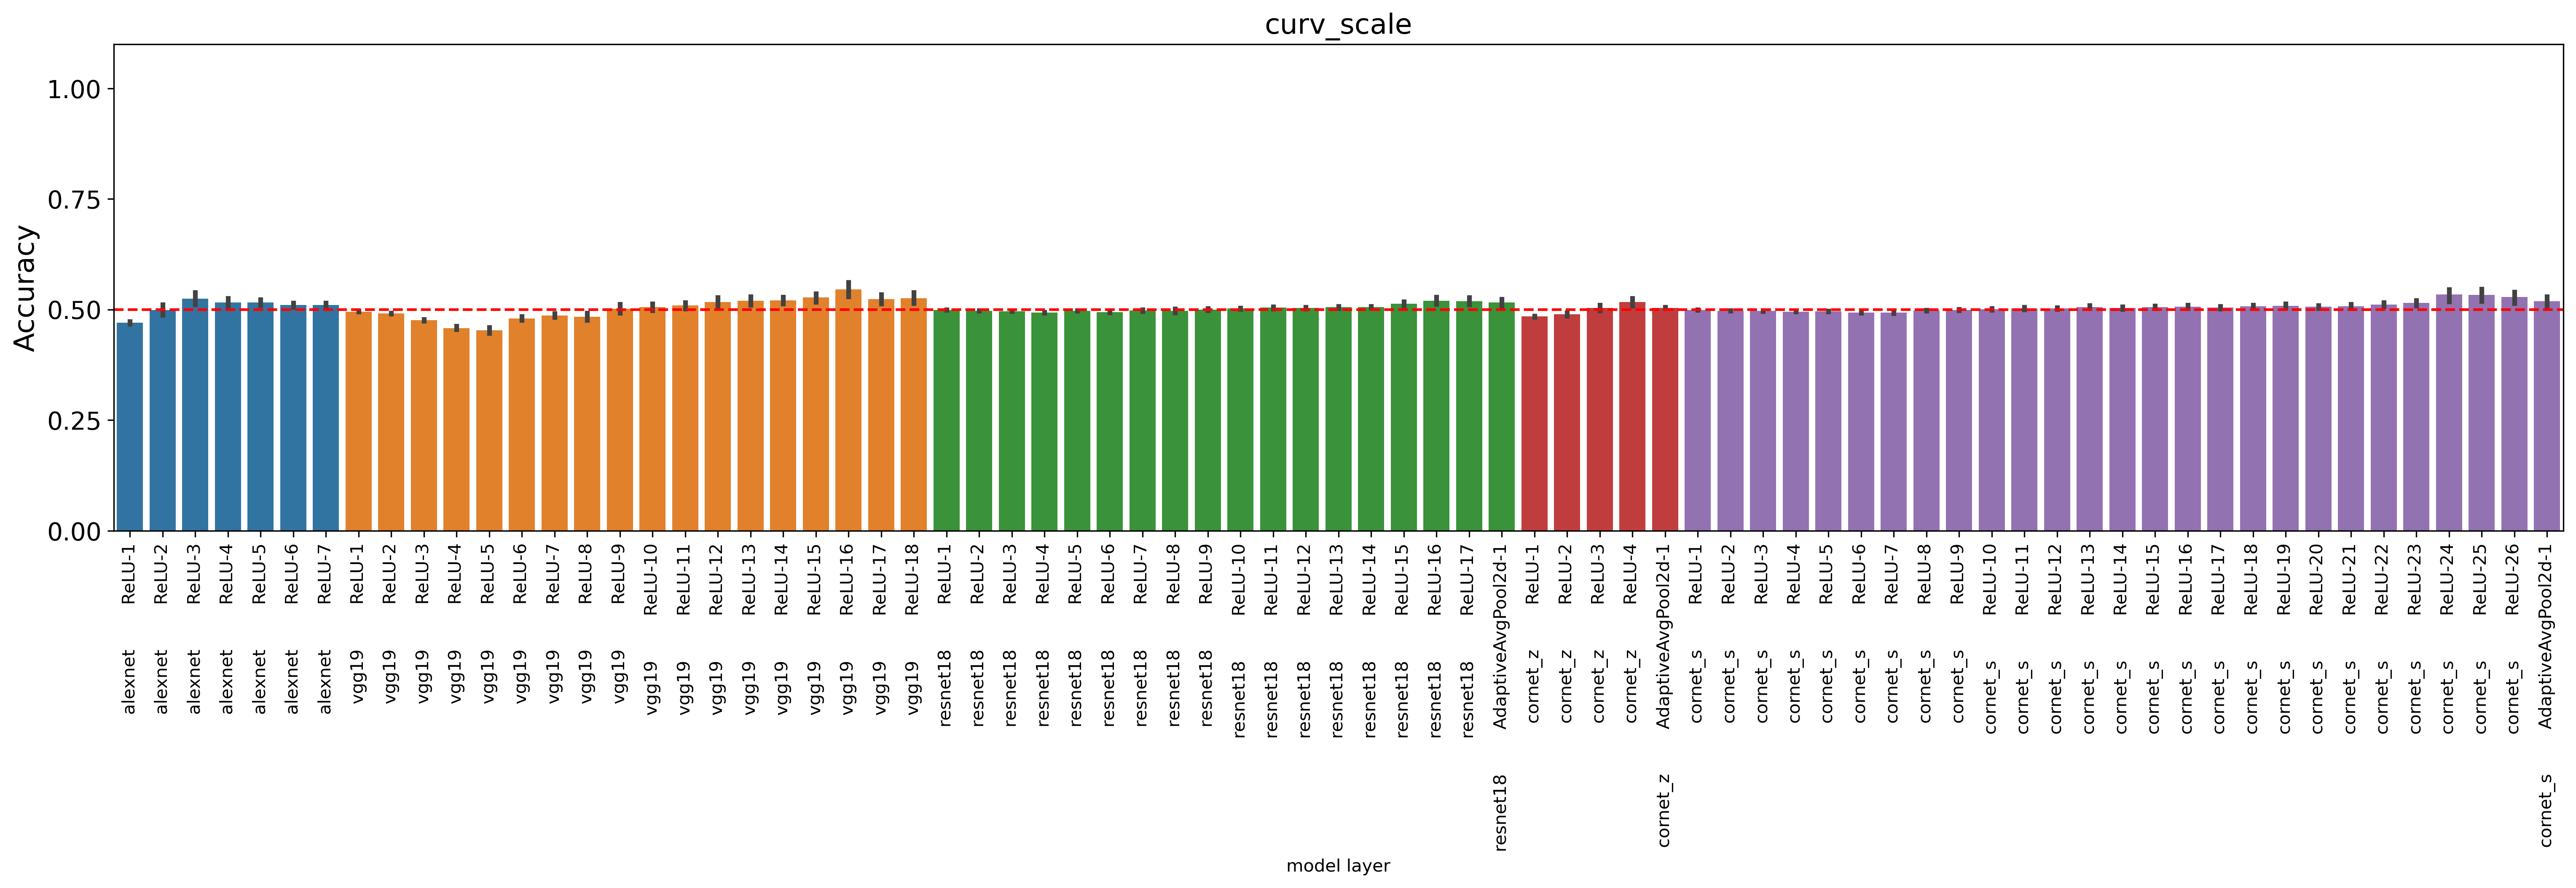 curv_scale
Accuracy
1.00
0.75
0.50
0.25
0.00
ReLU-1 alexnet
ReLU-2 alexnet
ReLU-3 alexnet
ReLU-4 alexnet
ReLU-5 alexnet
ReLU-6 alexnet
ReLU-7 alexnet
ReLU-1 vgg19
ReLU-2 vgg19
ReLU-3 vgg19
ReLU-4 vgg19
ReLU-5 vgg19
ReLU-6 vgg19
ReLU-7 vgg19
ReLU-8 vgg19
ReLU-9 vgg19
ReLU-10 vgg19
ReLU-11 vgg19
ReLU-12 vgg19
ReLU-13 vgg19
ReLU-14 vgg19
ReLU-15 vgg19
ReLU-16 vgg19
ReLU-17 vgg19
ReLU-18 vgg19
ReLU-1 resnet18
ReLU-2 resnet18
ReLU-3 resnet18
ReLU-4 resnet18
ReLU-5 resnet18
ReLU-6 resnet18
ReLU-7 resnet18
ReLU-8 resnet18
ReLU-9 resnet18
ReLU-10 resnet18
ReLU-11 resnet18
ReLU-12 resnet18
ReLU-13 resnet18
ReLU-14 resnet18
ReLU-15 resnet18
ReLU-16 resnet18
ReLU-17 resnet18
AdaptiveAvgPool2d-1 resnet18
ReLU-1 cornet_z
ReLU-2 cornet_z
ReLU-3 cornet_z
ReLU-4 cornet_z
AdaptiveAvgPool2d-1 cornet_z
ReLU-1 cornet_s
ReLU-2 cornet_s
ReLU-3 cornet_s
ReLU-4 cornet_s
ReLU-5 cornet_s
ReLU-6 cornet_s
ReLU-7 cornet_s
ReLU-8 cornet_s
ReLU-9 cornet_s
ReLU-10 cornet_s
ReLU-11 cornet_s
ReLU-12 cornet_s
ReLU-13 cornet_s
ReLU-14 cornet_s
ReLU-15 cornet_s
ReLU-16 cornet_s
ReLU-17 cornet_s
ReLU-18 cornet_s
ReLU-19 cornet_s
ReLU-20 cornet_s
ReLU-21 cornet_s
ReLU-22 cornet_s
ReLU-23 cornet_s
ReLU-24 cornet_s
ReLU-25 cornet_s
ReLU-26 cornet_s
AdaptiveAvgPool2d-1 cornet_s
model layer